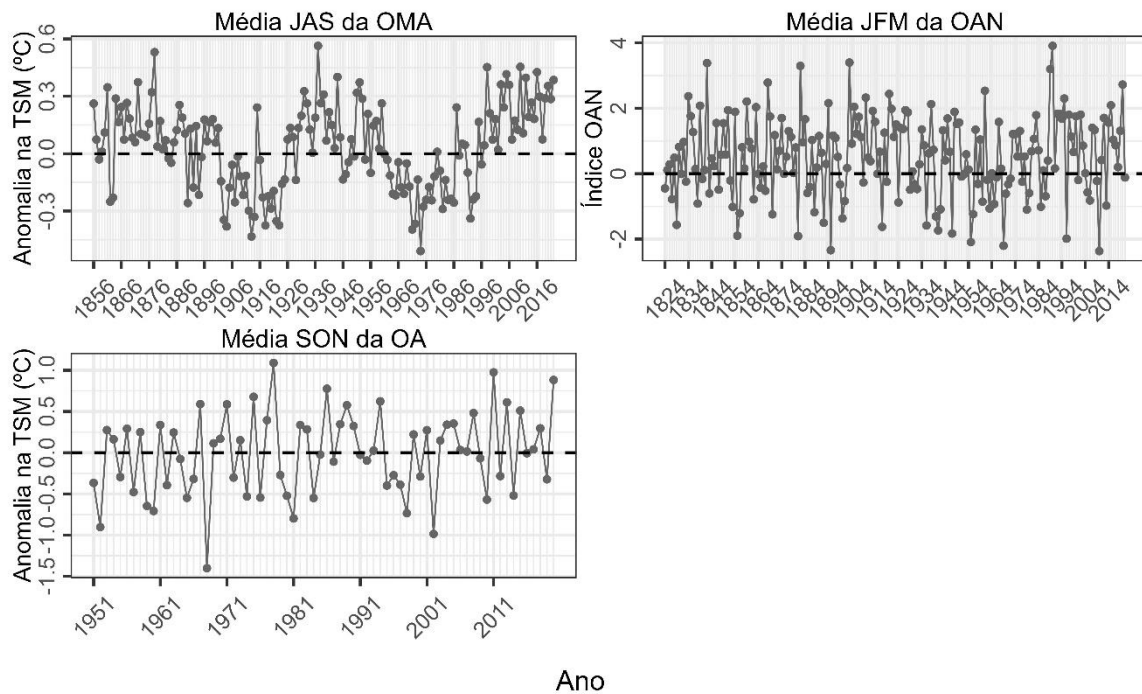 Média JAS da OMA
Anomalia na TSM (ºC)
0.6
0.3
0.0
-0.3
1856 1866 1876 1886 1896 1906 1916 1926 1936 1946 1956 1966 1976 1986 1996 2006 2016
Média JFM da OAN
Índice OAN
4
2
0
-2
1824 1834 1844 1854 1864 1874 1884 1894 1904 1914 1924 1934 1944 1954 1964 1974 1984 1994 2004 2014
Média SON da OA
Anomalia na TSM (ºC)
1.0
0.5
0.0
-0.5
-1.0
-1.5
1951 1961 1971 1981 1991 2001 2011
Ano